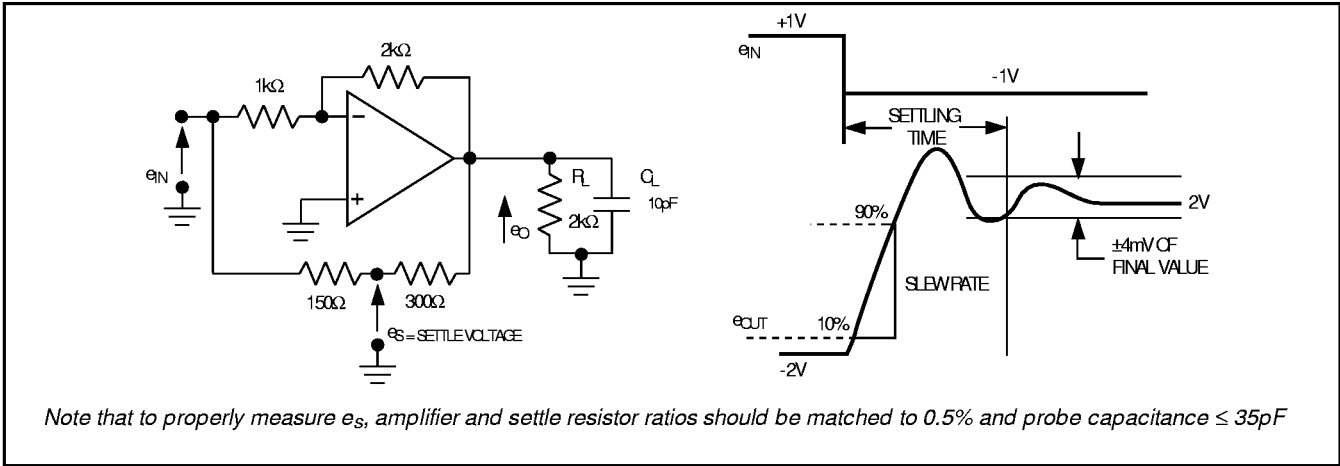 2kΩ
1kΩ
−
+
eIN
eO
RL
2kΩ
CL
10pF
150Ω
300Ω
eS = SETTLE VOLTAGE
+1V
eIN
-1V
SETTLING
TIME
90%
2V
±4mV OF
FINAL VALUE
SLEW RATE
eOUT
10%
-2V
Note that to properly measure eS, amplifier and settle resistor ratios should be matched to 0.5% and probe capacitance ≤ 35pF